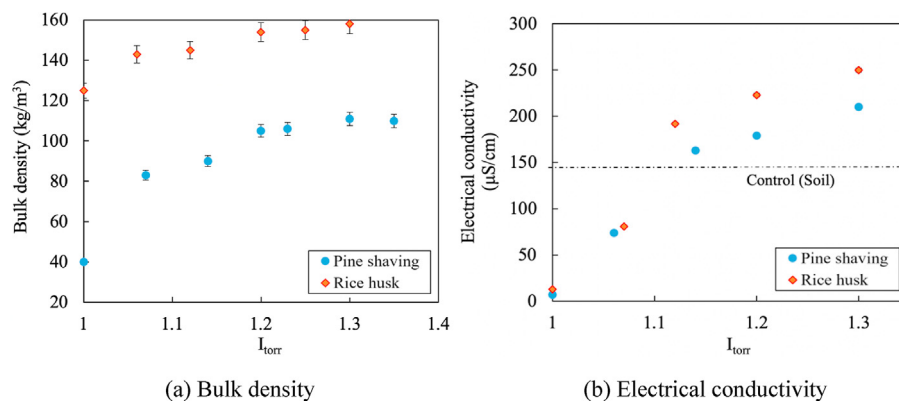 160
140
120
100
80
60
40
20
Bulk density (kg/m³)
1
1.1
1.2
1.3
1.4
I_torr
Pine shaving
Rice husk
(a) Bulk density
300
250
200
150
100
50
0
Electrical conductivity
(µS/cm)
Control (Soil)
1
1.1
1.2
1.3
I_torr
Pine shaving
Rice husk
(b) Electrical conductivity